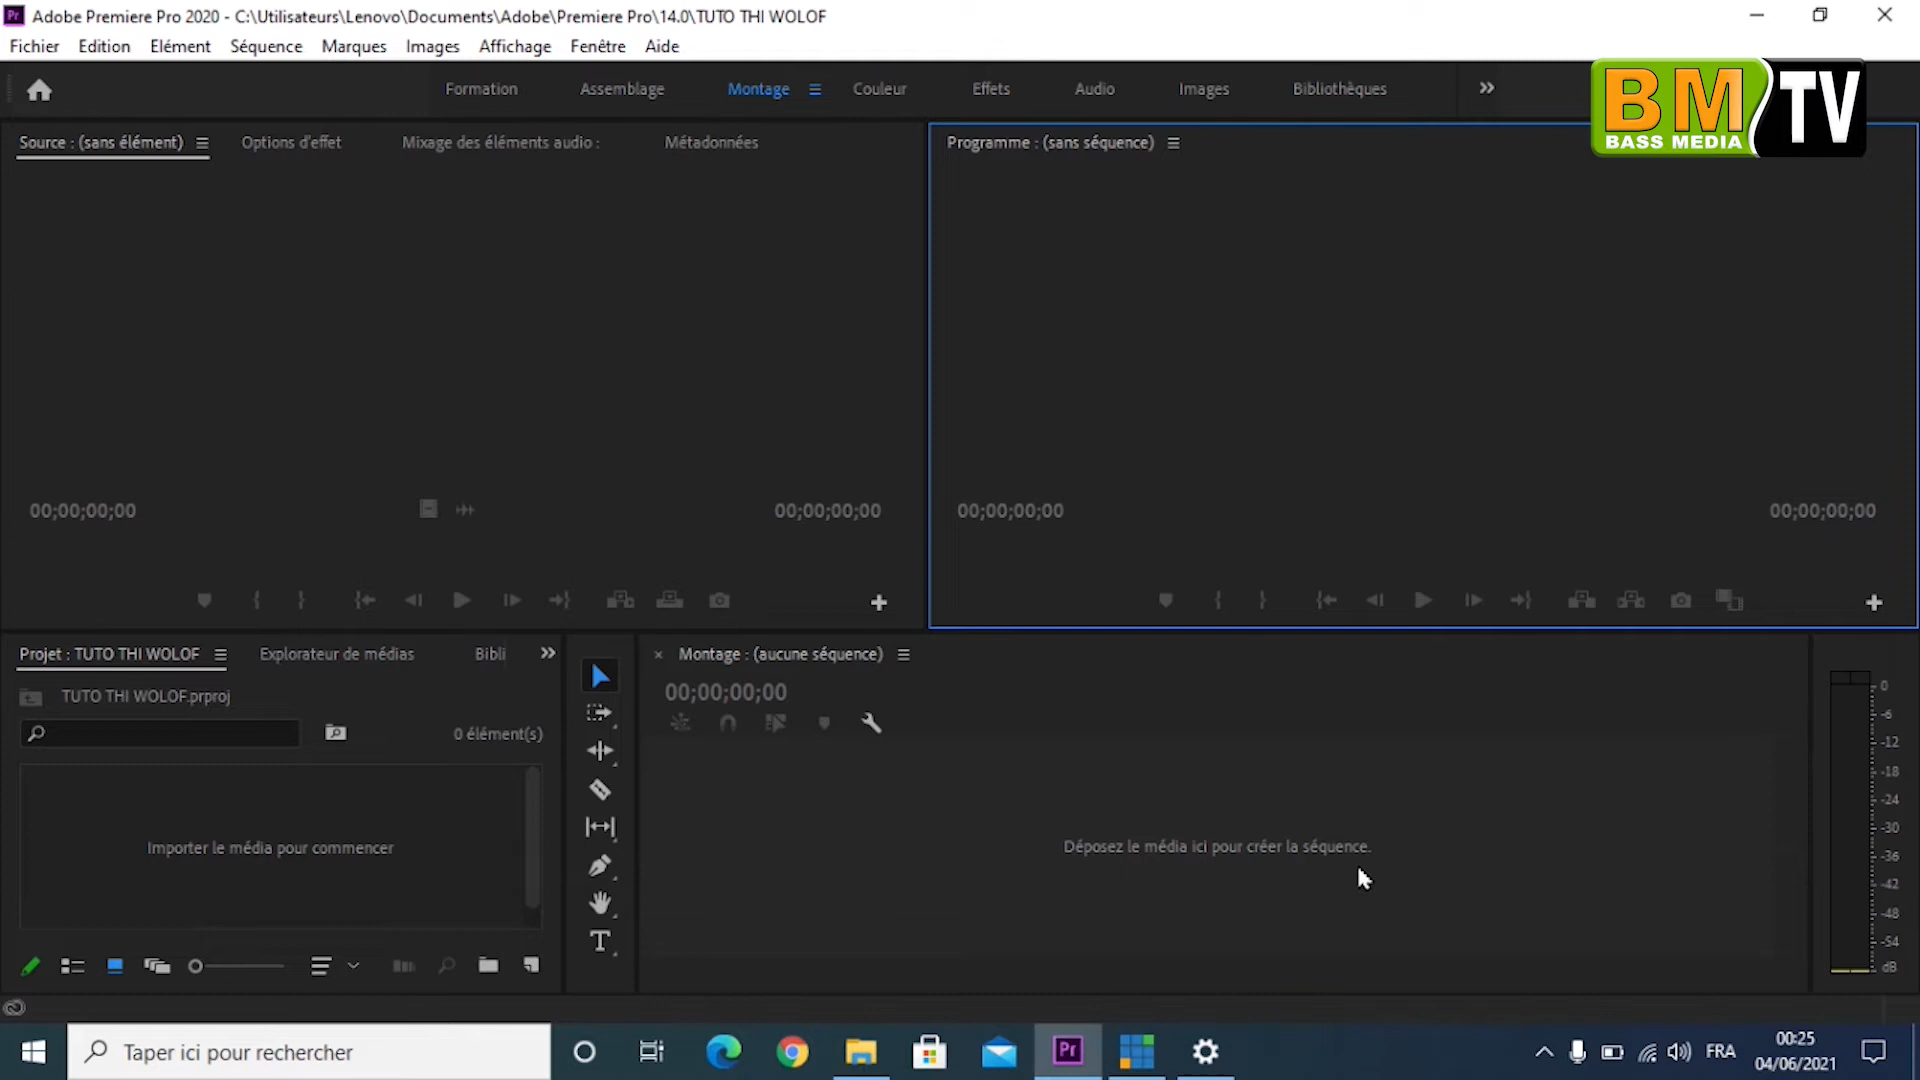 Adobe Premiere Pro 2020 - C:\Utilisateurs\Lenovo\Documents\Adobe\Premiere Pro\14.0\TUTO THI WOLOF
Fichier Edition Elément Séquence Marques Images Affichage Fenêtre Aide
Formation Assemblage Montage Couleur Effets Audio Images Bibliothèques
BM TV
BASS MEDIA
Source : (sans élément) Options d'effet Mixage des éléments audio : Métadonnées
Programme : (sans séquence)
00;00;00;00 00;00;00;00
00;00;00;00 00;00;00;00
Projet : TUTO THI WOLOF Explorateur de médias Bibli
TUTO THI WOLOF.prproj
0 élément(s)
Importer le média pour commencer
Montage : (aucune séquence)
00;00;00;00
Déposez le média ici pour créer la séquence.
0
-6
-12
-18
-24
-30
-36
-42
-48
-54
dB
Taper ici pour rechercher
Pr
FRA
00:25
04/06/2021